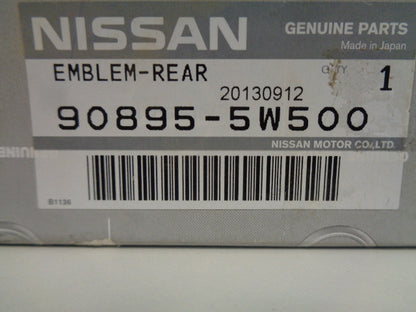 NISSAN
GENUINE PARTS
Made in Japan
EMBLEM-REAR
1
20130912
90895-5W500
NISSAN MOTOR CO.,LTD.
B1136